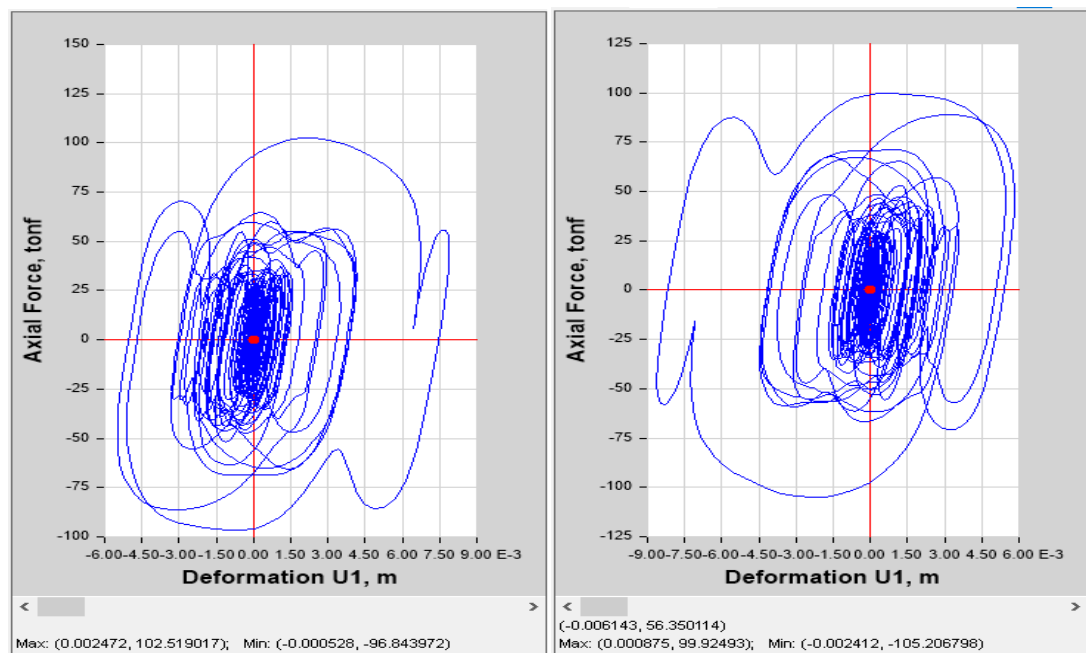 150
125
100
75
50
25
0
-25
-50
-75
-100
Axial Force, tonf
-6.00 -4.50 -3.00 -1.50 0.00 1.50 3.00 4.50 6.00 7.50 9.00 E-3
Deformation U1, m
Max: (0.002472, 102.519017); Min: (-0.000528, -96.843972)
125
100
75
50
25
0
-25
-50
-75
-100
-125
Axial Force, tonf
-9.00 -7.50 -6.00 -4.50 -3.00 -1.50 0.00 1.50 3.00 4.50 6.00 E-3
Deformation U1, m
(-0.006143, 56.350114)
Max: (0.000875, 99.92493); Min: (-0.002412, -105.206798)